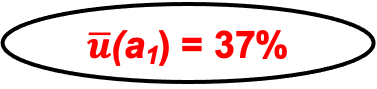 u̅(a₁) = 37%